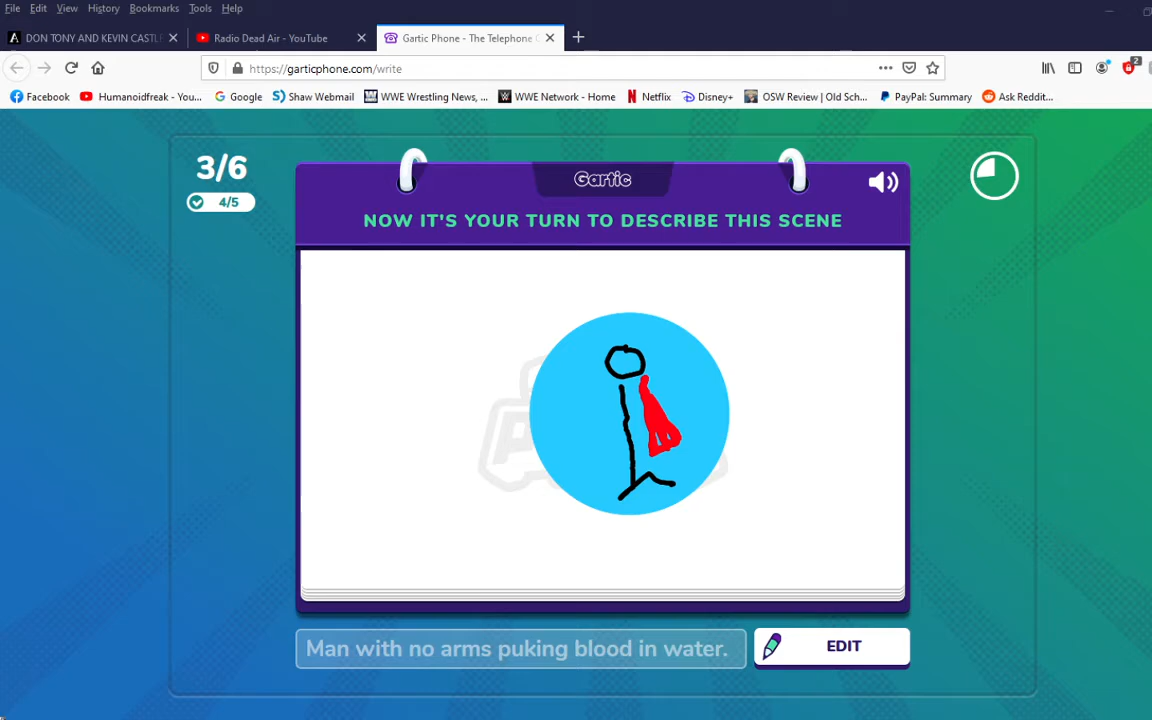 File Edit View History Bookmarks Tools Help
DON TONY AND KEVIN CASTL
Radio Dead Air - YouTube
Gartic Phone - The Telephone G
https://garticphone.com/write
2
Facebook
Humanoidfreak - You...
Google
Shaw Webmail
WWE Wrestling News, ...
WWE Network - Home
Netflix
Disney+
OSW Review | Old Sch...
PayPal: Summary
Ask Reddit...
3/6
4/5
Gartic
NOW IT'S YOUR TURN TO DESCRIBE THIS SCENE
Man with no arms puking blood in water.
EDIT